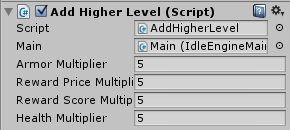 Add Higher Level (Script)
Script AddHigherLevel
Main Main (IdleEngineMai
Armor Multiplier 5
Reward Price Multipli 5
Reward Score Multip 5
Health Multiplier 5